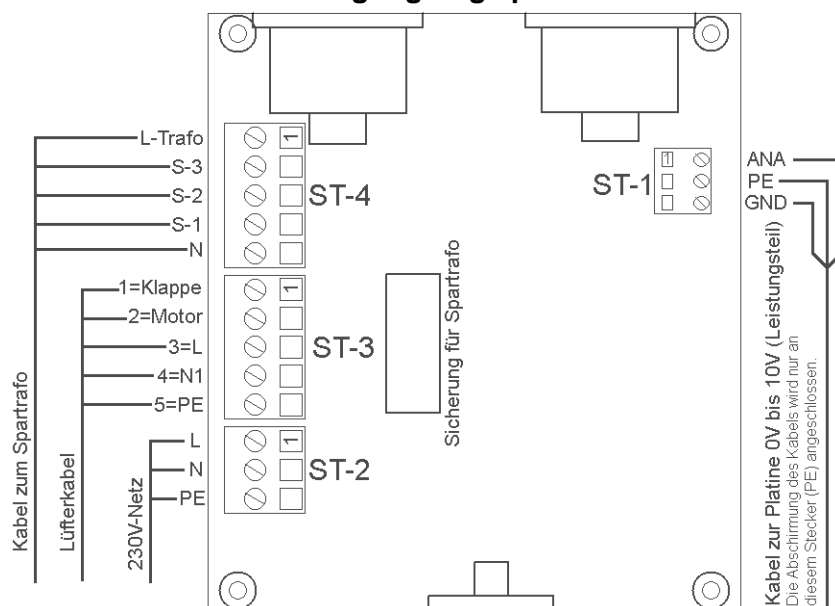 L-Trafo
S-3
S-2
S-1
N
1
ST-4
1=Klappe
2=Motor
3=L
4=N1
5=PE
1
ST-3
L
N
PE
1
ST-2
Kabel zum Spartrafo
Lüfterkabel
230V-Netz
Sicherung für Spartrafo
ST-1
1
ANA
PE
GND
Kabel zur Platine 0V bis 10V (Leistungsteil)
Die Abschirmung des Kabels wird nur an
diesem Stecker (PE) angeschlossen.